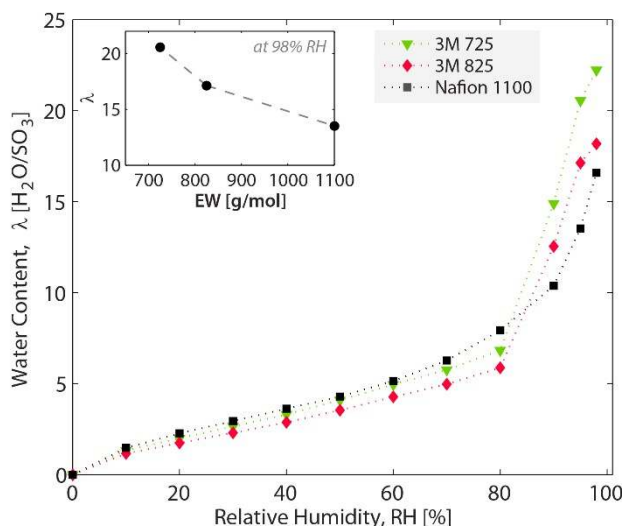 25
20
15
10
5
0
Water Content, λ [H₂O/SO₃]
0
20
40
60
80
100
Relative Humidity, RH [%]
20
15
10
λ
at 98% RH
700
800
900
1000
1100
EW [g/mol]
3M 725
3M 825
Nafion 1100